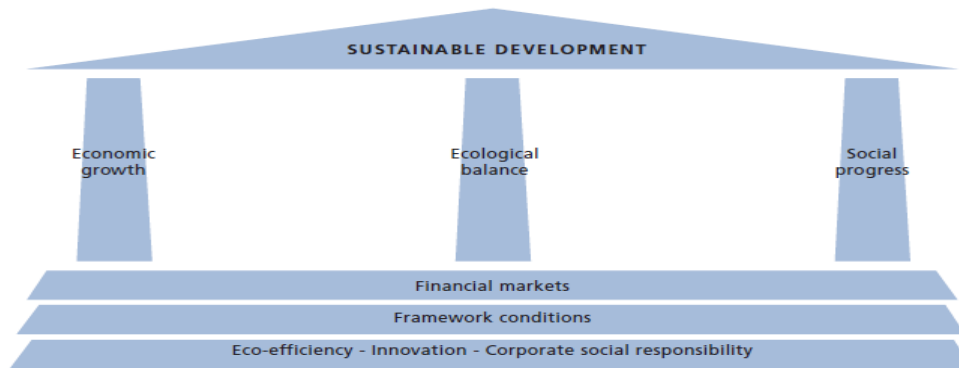 SUSTAINABLE DEVELOPMENT
Economic
growth
Ecological
balance
Social
progress
Financial markets
Framework conditions
Eco-efficiency - Innovation - Corporate social responsibility